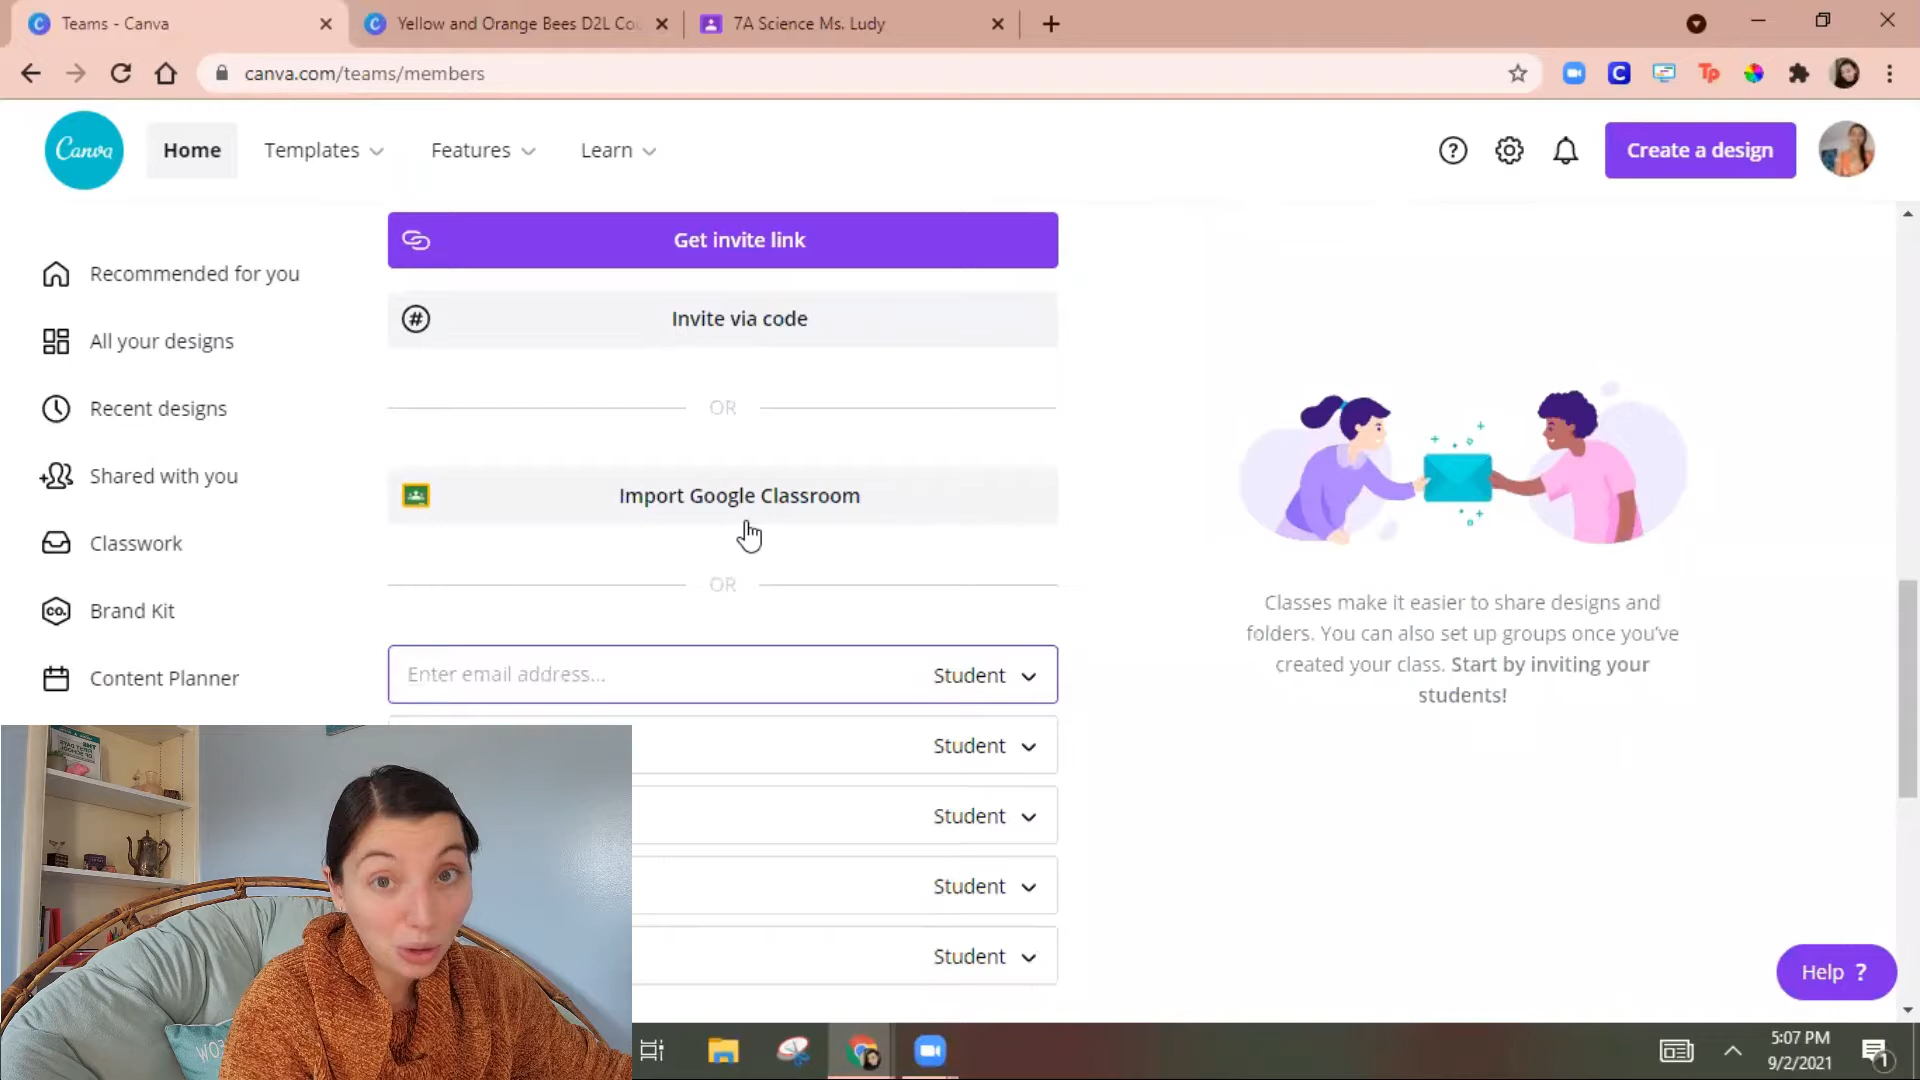 Teams - Canva
Yellow and Orange Bees D2L Cou
7A Science Ms. Ludy
canva.com/teams/members
C
Tp
Canva
Home
Templates
Features
Learn
?
Create a design
Get invite link
#
Invite via code
OR
Import Google Classroom
OR
Enter email address...
Student
Student
Student
Student
Student
Recommended for you
All your designs
Recent designs
Shared with you
Classwork
CO.
Brand Kit
Content Planner
Classes make it easier to share designs and
folders. You can also set up groups once you've
created your class. Start by inviting your
students!
Help ?
5:07 PM
9/2/2021
1